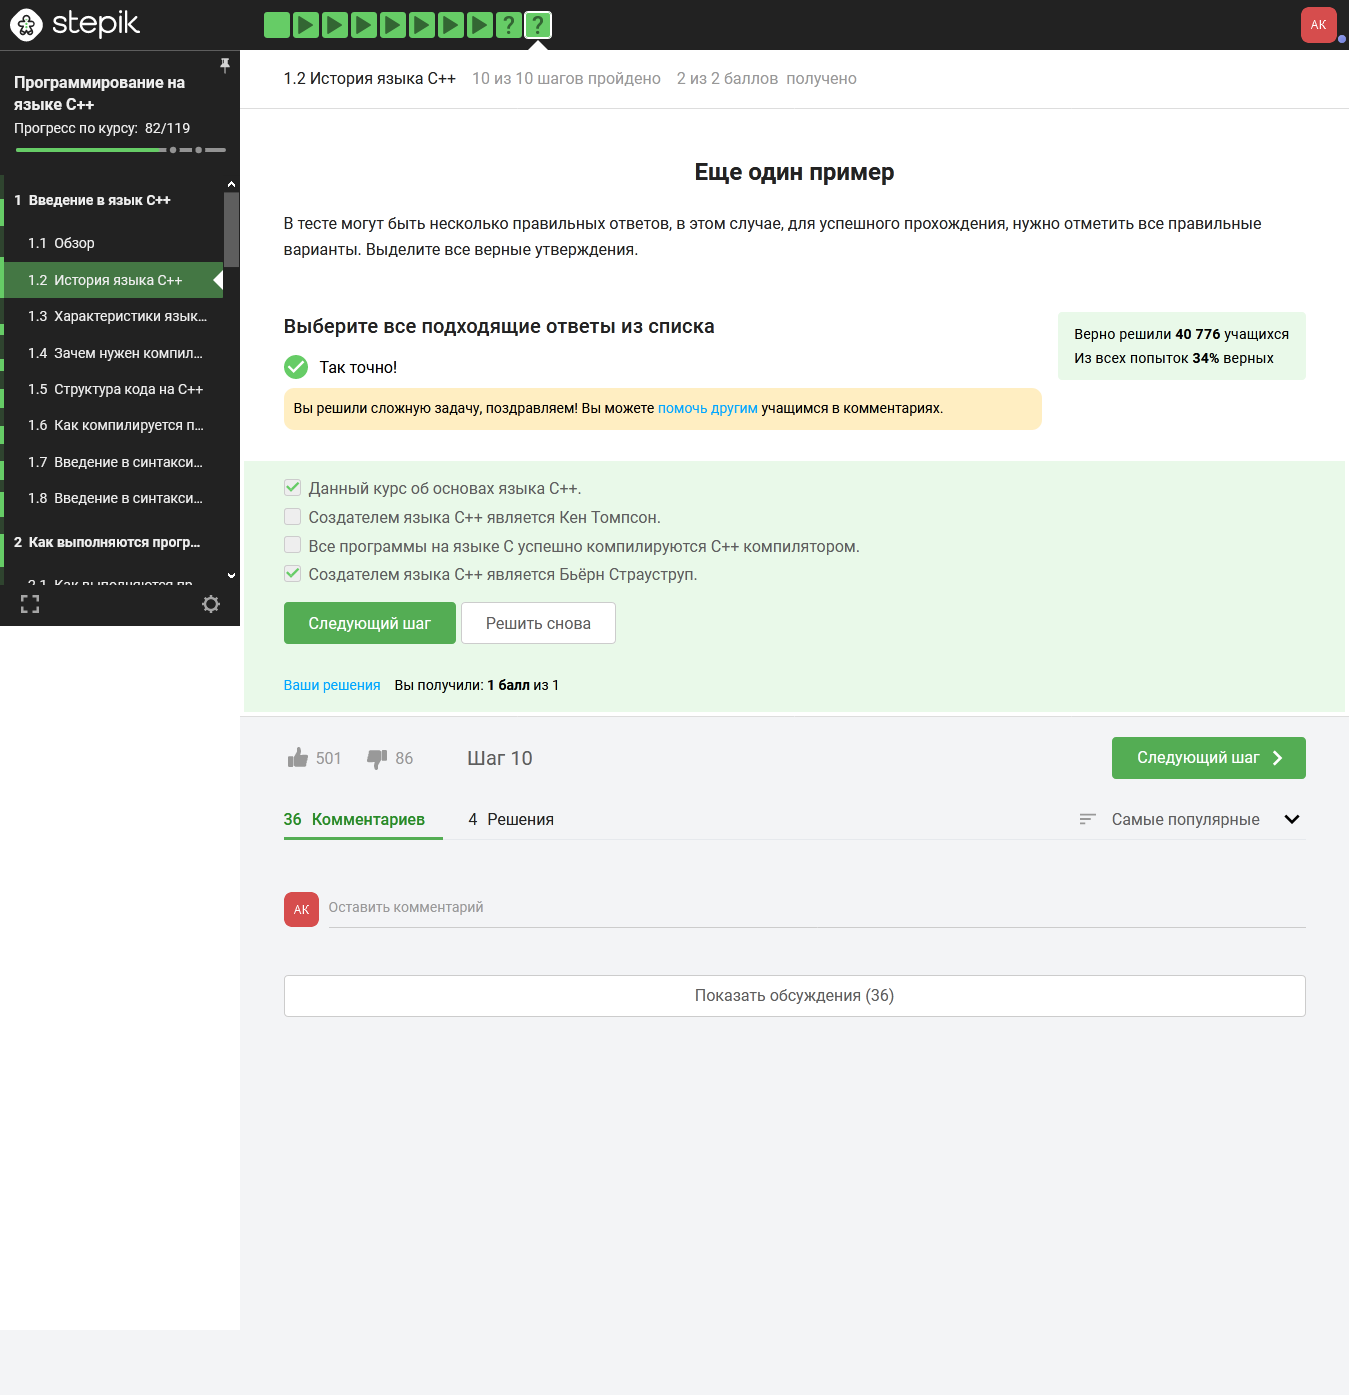 stepik
? ?
АК
Программирование на
языке C++
Прогресс по курсу: 82/119
1 Введение в язык C++
1.1 Обзор
1.2 История языка C++
1.3 Характеристики язык...
1.4 Зачем нужен компил...
1.5 Структура кода на C++
1.6 Как компилируется п...
1.7 Введение в синтакси...
1.8 Введение в синтакси...
2 Как выполняются прогр...
2.1 Как выполняются пр
1.2 История языка C++ 10 из 10 шагов пройдено 2 из 2 баллов получено
Еще один пример
В тесте могут быть несколько правильных ответов, в этом случае, для успешного прохождения, нужно отметить все правильные
варианты. Выделите все верные утверждения.
Выберите все подходящие ответы из списка
Верно решили 40 776 учащихся
Из всех попыток 34% верных
Так точно!
Вы решили сложную задачу, поздравляем! Вы можете помочь другим учащимся в комментариях.
Данный курс об основах языка C++.
Создателем языка C++ является Кен Томпсон.
Все программы на языке C успешно компилируются C++ компилятором.
Создателем языка C++ является Бьёрн Страуструп.
Следующий шаг Решить снова
Ваши решения Вы получили: 1 балл из 1
501 86 Шаг 10 Следующий шаг
36 Комментариев 4 Решения Самые популярные
АК Оставить комментарий
Показать обсуждения (36)